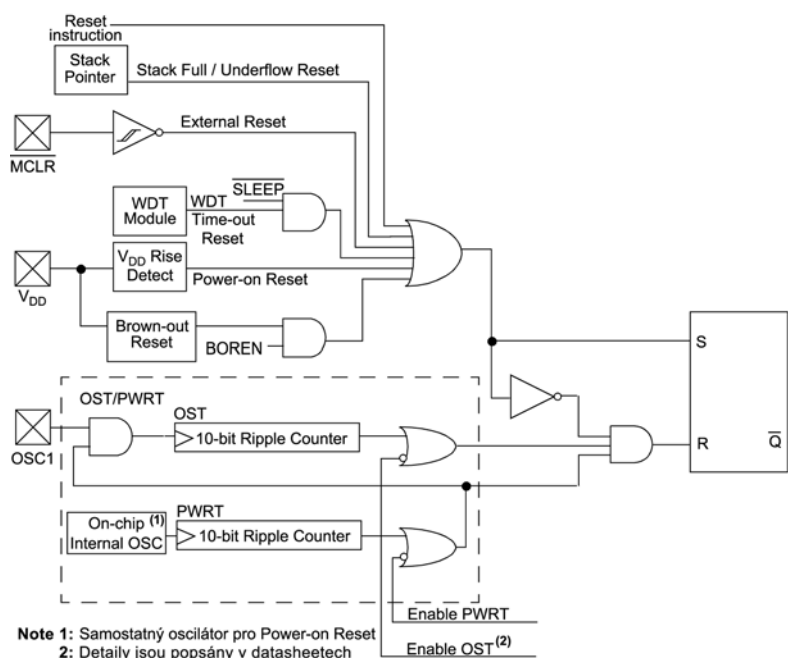 Reset
instruction
Stack
Pointer
Stack Full / Underflow Reset
External Reset
MCLR
SLEEP
WDT
Module
WDT
Time-out
Reset
VDD
VDD Rise
Detect
Power-on Reset
Brown-out
Reset
BOREN
S
R
Q
OST/PWRT
OSC1
OST
10-bit Ripple Counter
On-chip (1)
Internal OSC
PWRT
10-bit Ripple Counter
Enable PWRT
Enable OST(2)
Note 1: Samostatný oscilátor pro Power-on Reset
2: Detaily jsou popsány v datasheetech